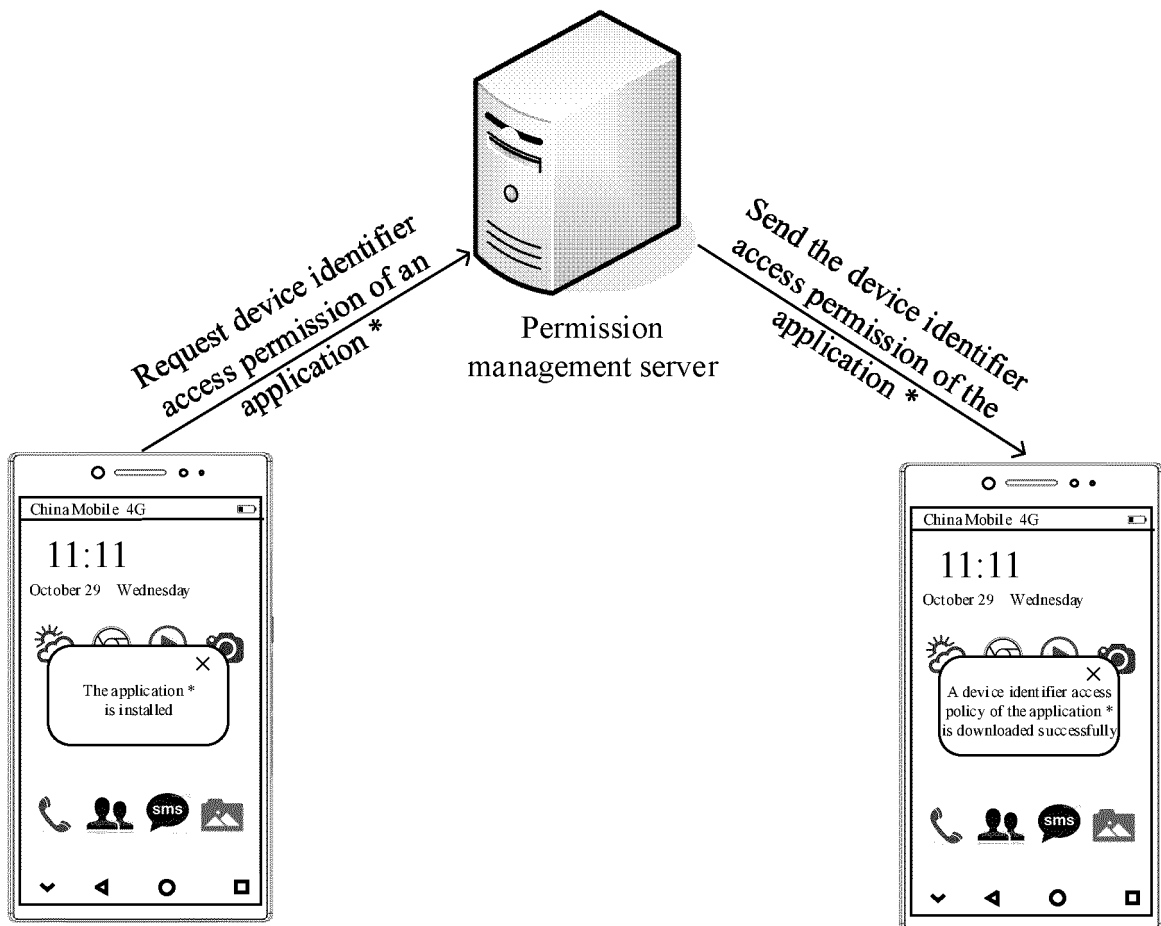 Request device identifier
access permission of an
application *
Send the device identifier
access permission of the
application *
Permission
management server
China Mobile 4G
11:11
October 29 Wednesday
The application *
is installed
sms
China Mobile 4G
11:11
October 29 Wednesday
A device identifier access
policy of the application *
is downloaded successfully
sms